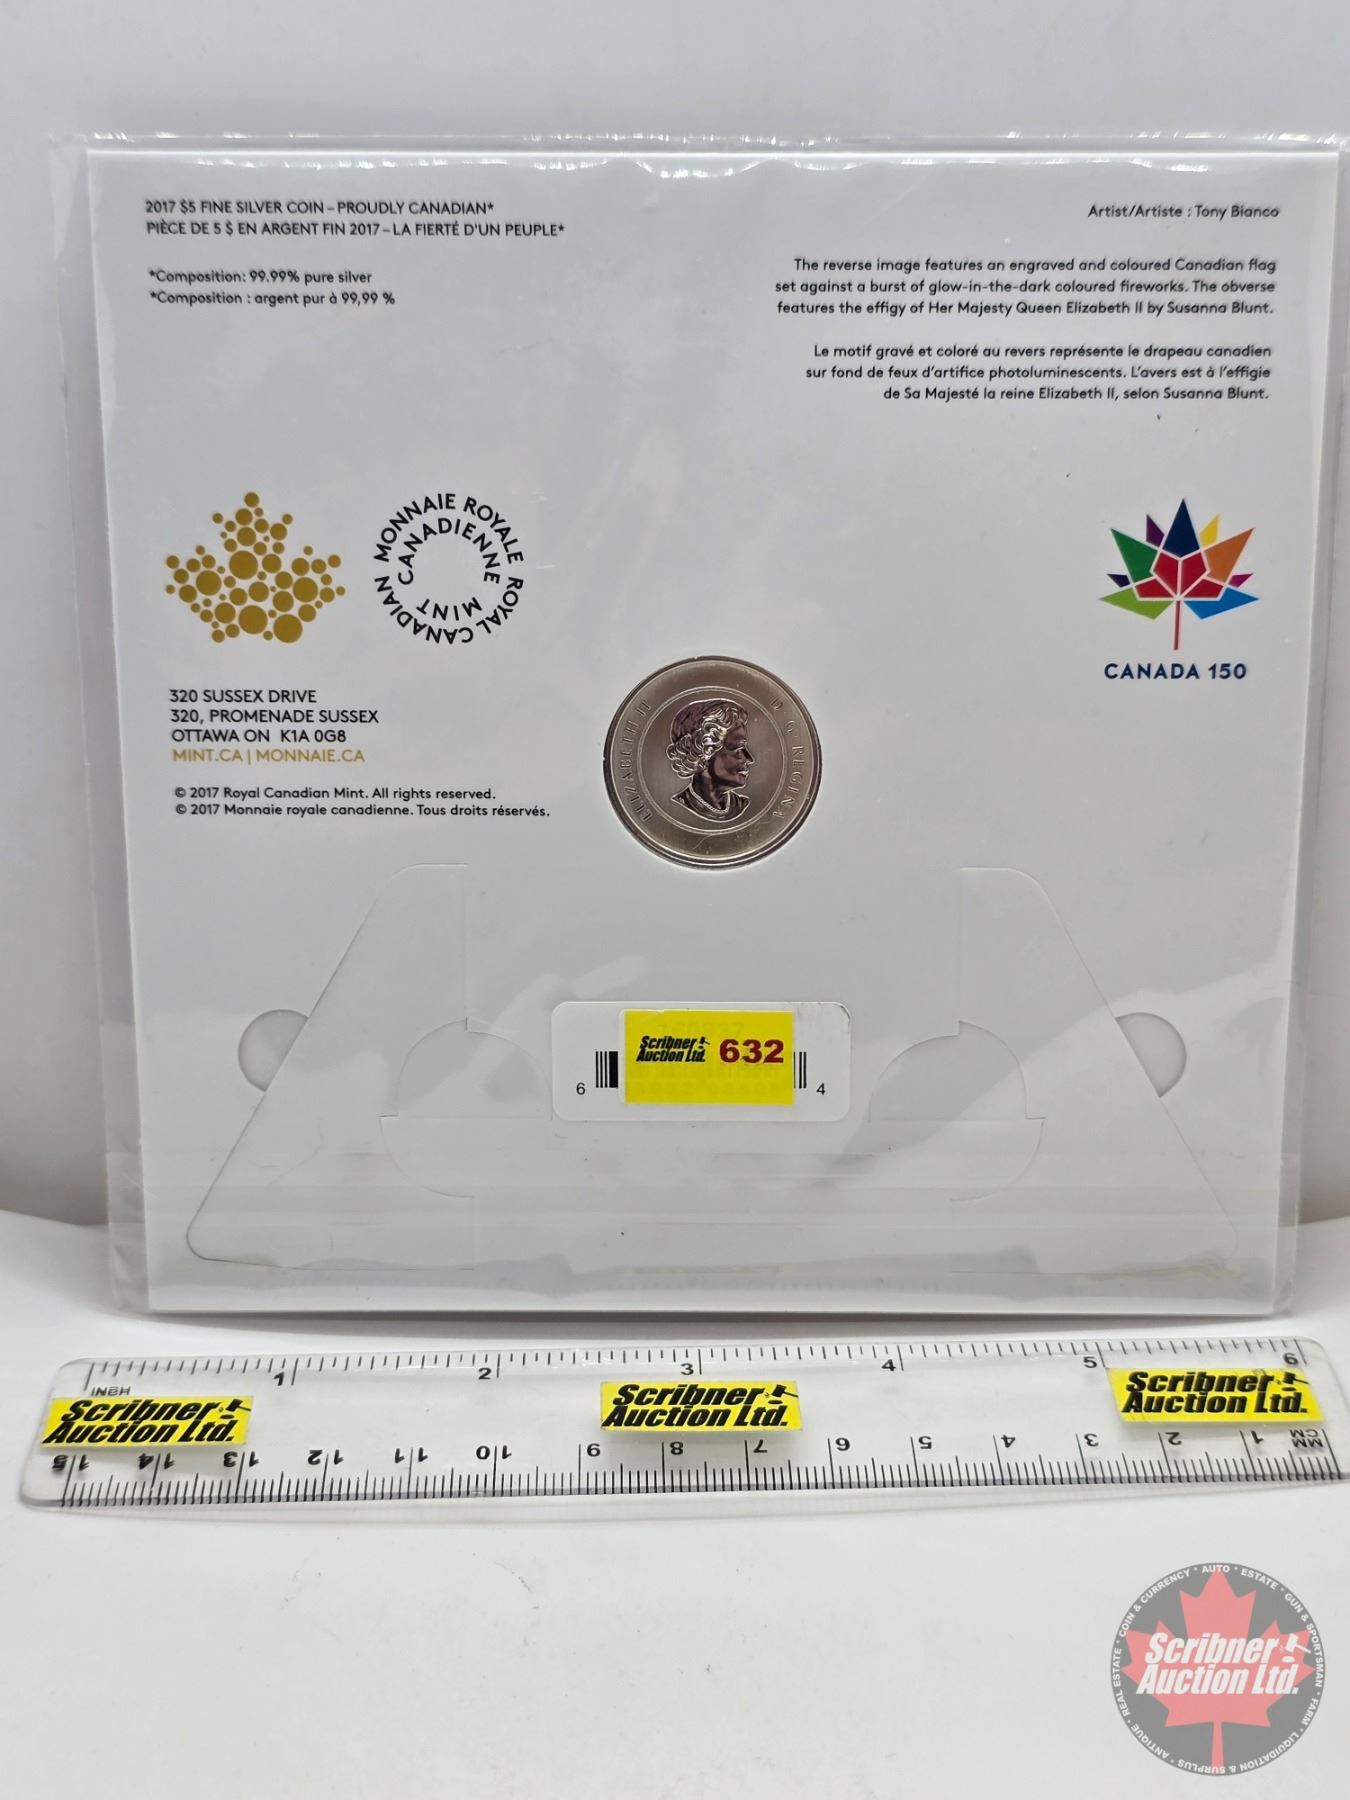 2017 $5 FINE SILVER COIN – PROUDLY CANADIAN*
PIÈCE DE 5 $ EN ARGENT FIN 2017 – LA FIERTÉ D'UN PEUPLE*
*Composition: 99.99% pure silver
*Composition : argent pur à 99,99 %
Artist/Artiste : Tony Bianco
The reverse image features an engraved and coloured Canadian flag
set against a burst of glow-in-the-dark coloured fireworks. The obverse
features the effigy of Her Majesty Queen Elizabeth II by Susanna Blunt.
Le motif gravé et coloré au revers représente le drapeau canadien
sur fond de feux d'artifice photoluminescents. L'avers est à l'effigie
de Sa Majesté la reine Elizabeth II, selon Susanna Blunt.
MONNAIE ROYALE CANADIENNE
ROYAL CANADIAN MINT
CANADA 150
320 SUSSEX DRIVE
320, PROMENADE SUSSEX
OTTAWA ON K1A 0G8
MINT.CA | MONNAIE.CA
© 2017 Royal Canadian Mint. All rights reserved.
© 2017 Monnaie royale canadienne. Tous droits réservés.
ELIZABETH II D · G · REGINA
Scribner Auction Ltd. 632
6 4
1 2 3 4 5 6
INCH
Scribner Auction Ltd.
Scribner Auction Ltd.
Scribner Auction Ltd.
15 14 13 12 11 10 9 8 7 6 5 4 3 2 1 MM CM
COIN & CURRENCY · AUTO · ESTATE · GUN & SPORTSMAN · FARM · LIQUIDATION & SURPLUS · ANTIQUE · REAL ESTATE ·
Scribner
Auction Ltd.